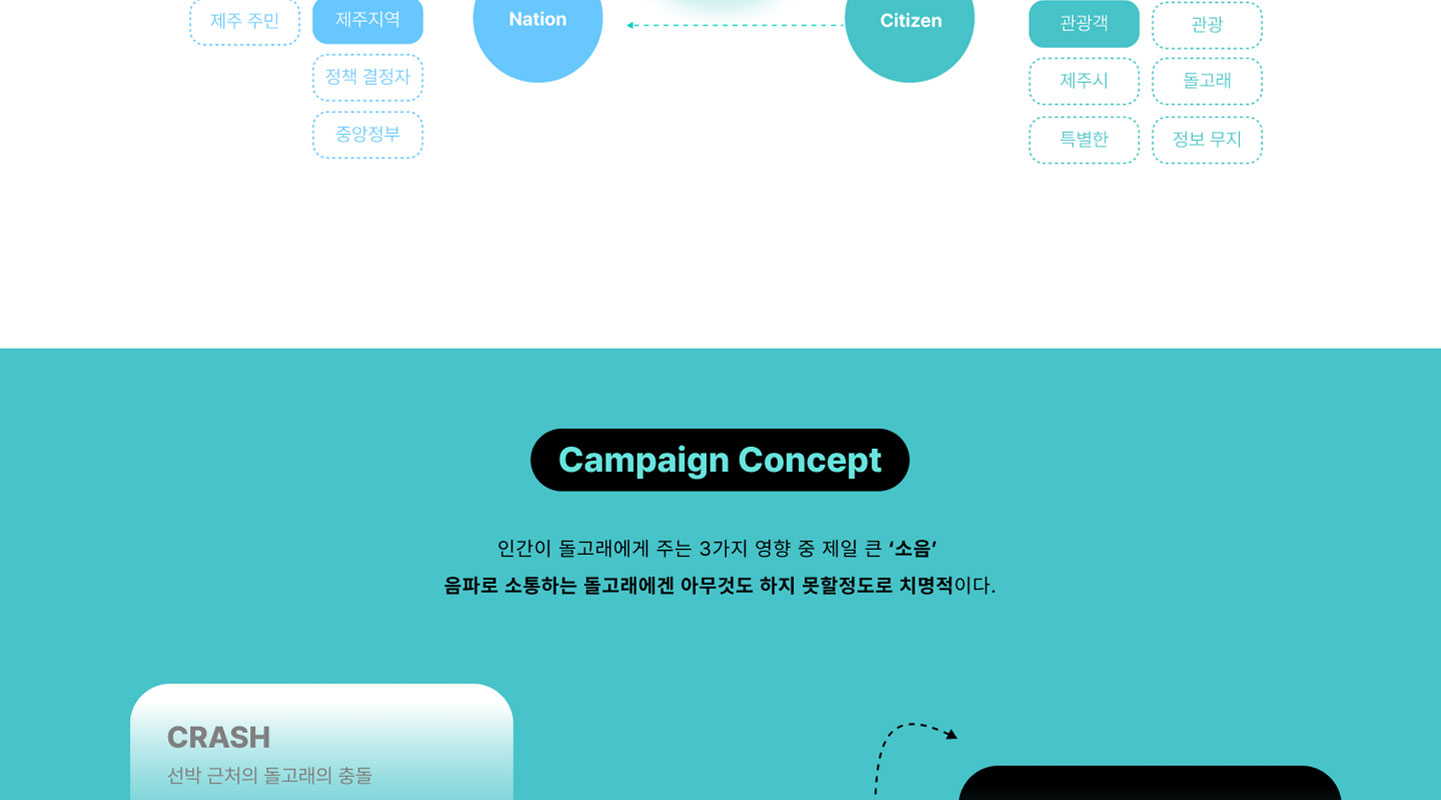 제주 주민
제주지역
Nation
Citizen
관광객
관광
정책 결정자
제주시
돌고래
중앙정부
특별한
정보 무지
Campaign Concept
인간이 돌고래에게 주는 3가지 영향 중 제일 큰 ‘소음’
음파로 소통하는 돌고래에겐 아무것도 하지 못할정도로 치명적이다.
CRASH
선박 근처의 돌고래의 충돌